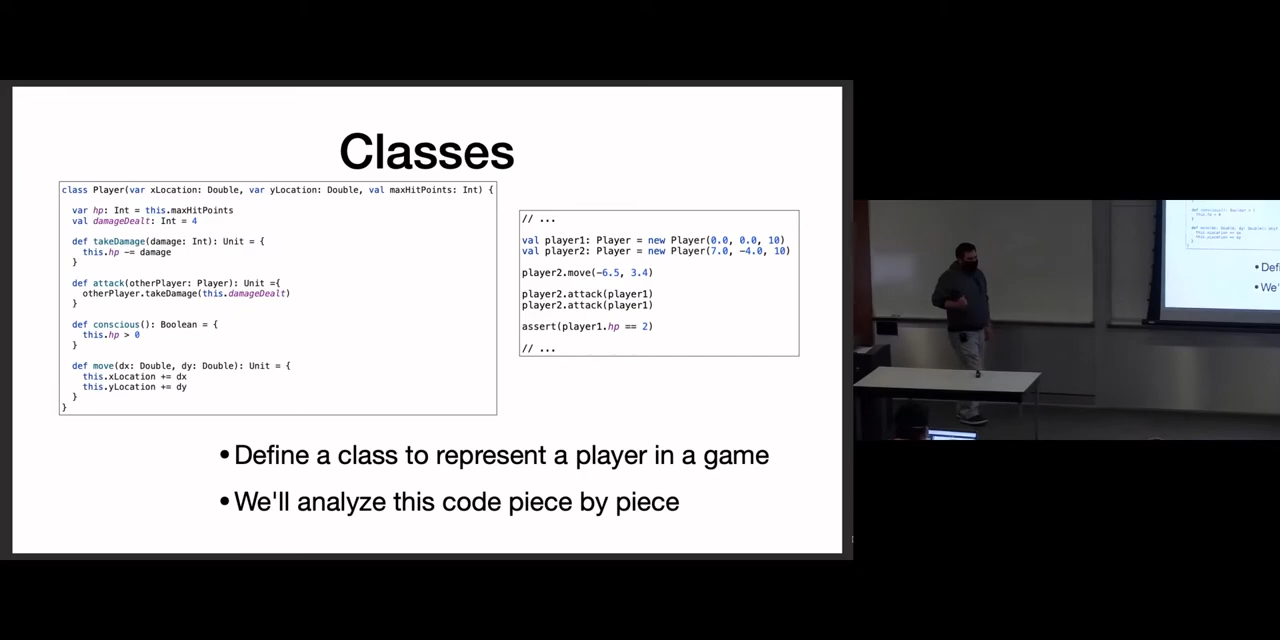 Classes
class Player(var xLocation: Double, var yLocation: Double, val maxHitPoints: Int) {
var hp: Int = this.maxHitPoints
val damageDealt: Int = 4
def takeDamage(damage: Int): Unit = {
this.hp -= damage
}
def attack(otherPlayer: Player): Unit ={
otherPlayer.takeDamage(this.damageDealt)
}
def conscious(): Boolean = {
this.hp > 0
}
def move(dx: Double, dy: Double): Unit = {
this.xLocation += dx
this.yLocation += dy
}
}
// ...
val player1: Player = new Player(0.0, 0.0, 10)
val player2: Player = new Player(7.0, -4.0, 10)
player2.move(-6.5, 3.4)
player2.attack(player1)
player2.attack(player1)
assert(player1.hp == 2)
// ...
• Define a class to represent a player in a game
• We'll analyze this code piece by piece
• Defi
• We'